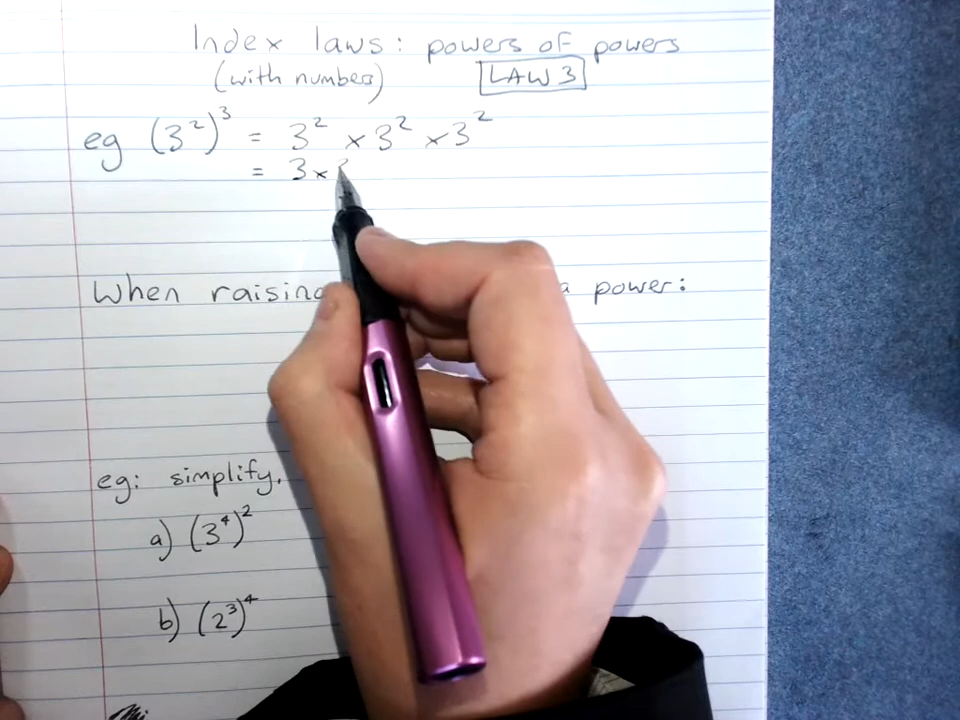 Index laws: powers of powers
(with numbers) LAW 3
eg (3²)³ = 3² × 3² × 3²
= 3 ×
When raising a power:
eg: simplify.
a) (3⁴)²
b) (2³)⁴